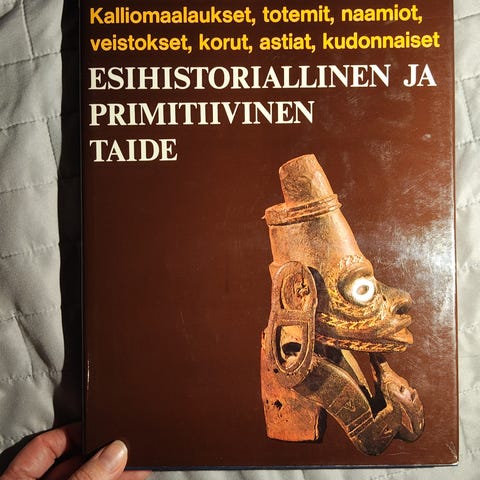 Kalliomaalaukset, totemit, naamiot,
veistokset, korut, astiat, kudonnaiset
ESIHISTORIALLINEN JA
PRIMITIIVINEN
TAIDE